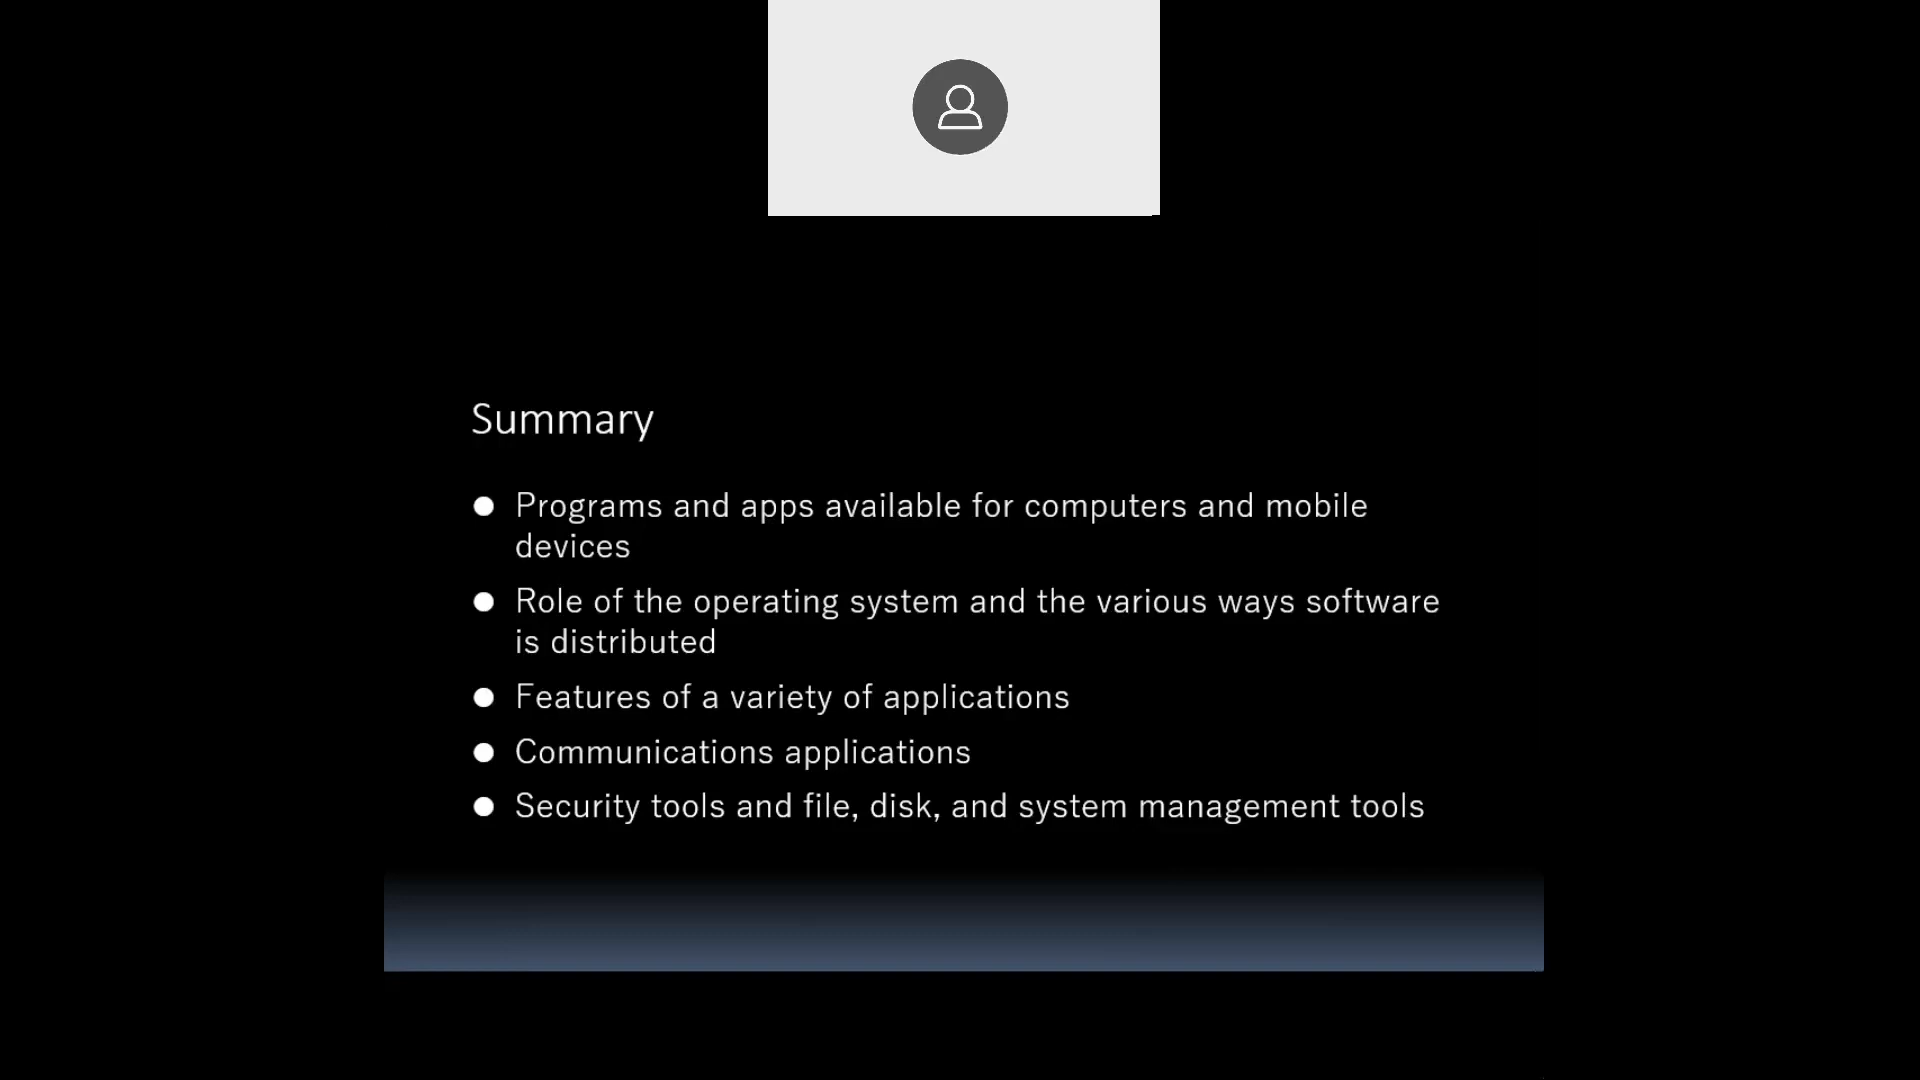 Summary
Programs and apps available for computers and mobile
devices
Role of the operating system and the various ways software
is distributed
Features of a variety of applications
Communications applications
Security tools and file, disk, and system management tools